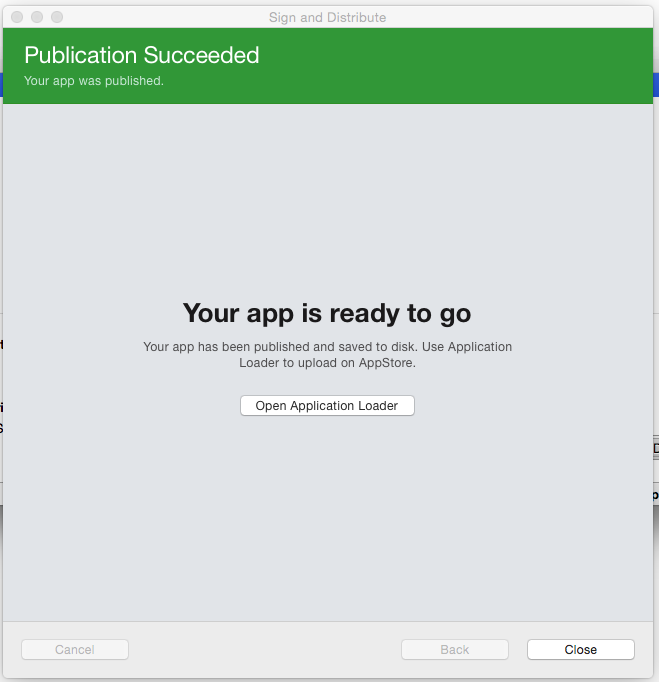 Sign and Distribute
Publication Succeeded
Your app was published.
Your app is ready to go
Your app has been published and saved to disk. Use Application
Loader to upload on AppStore.
Open Application Loader
Cancel
Back
Close